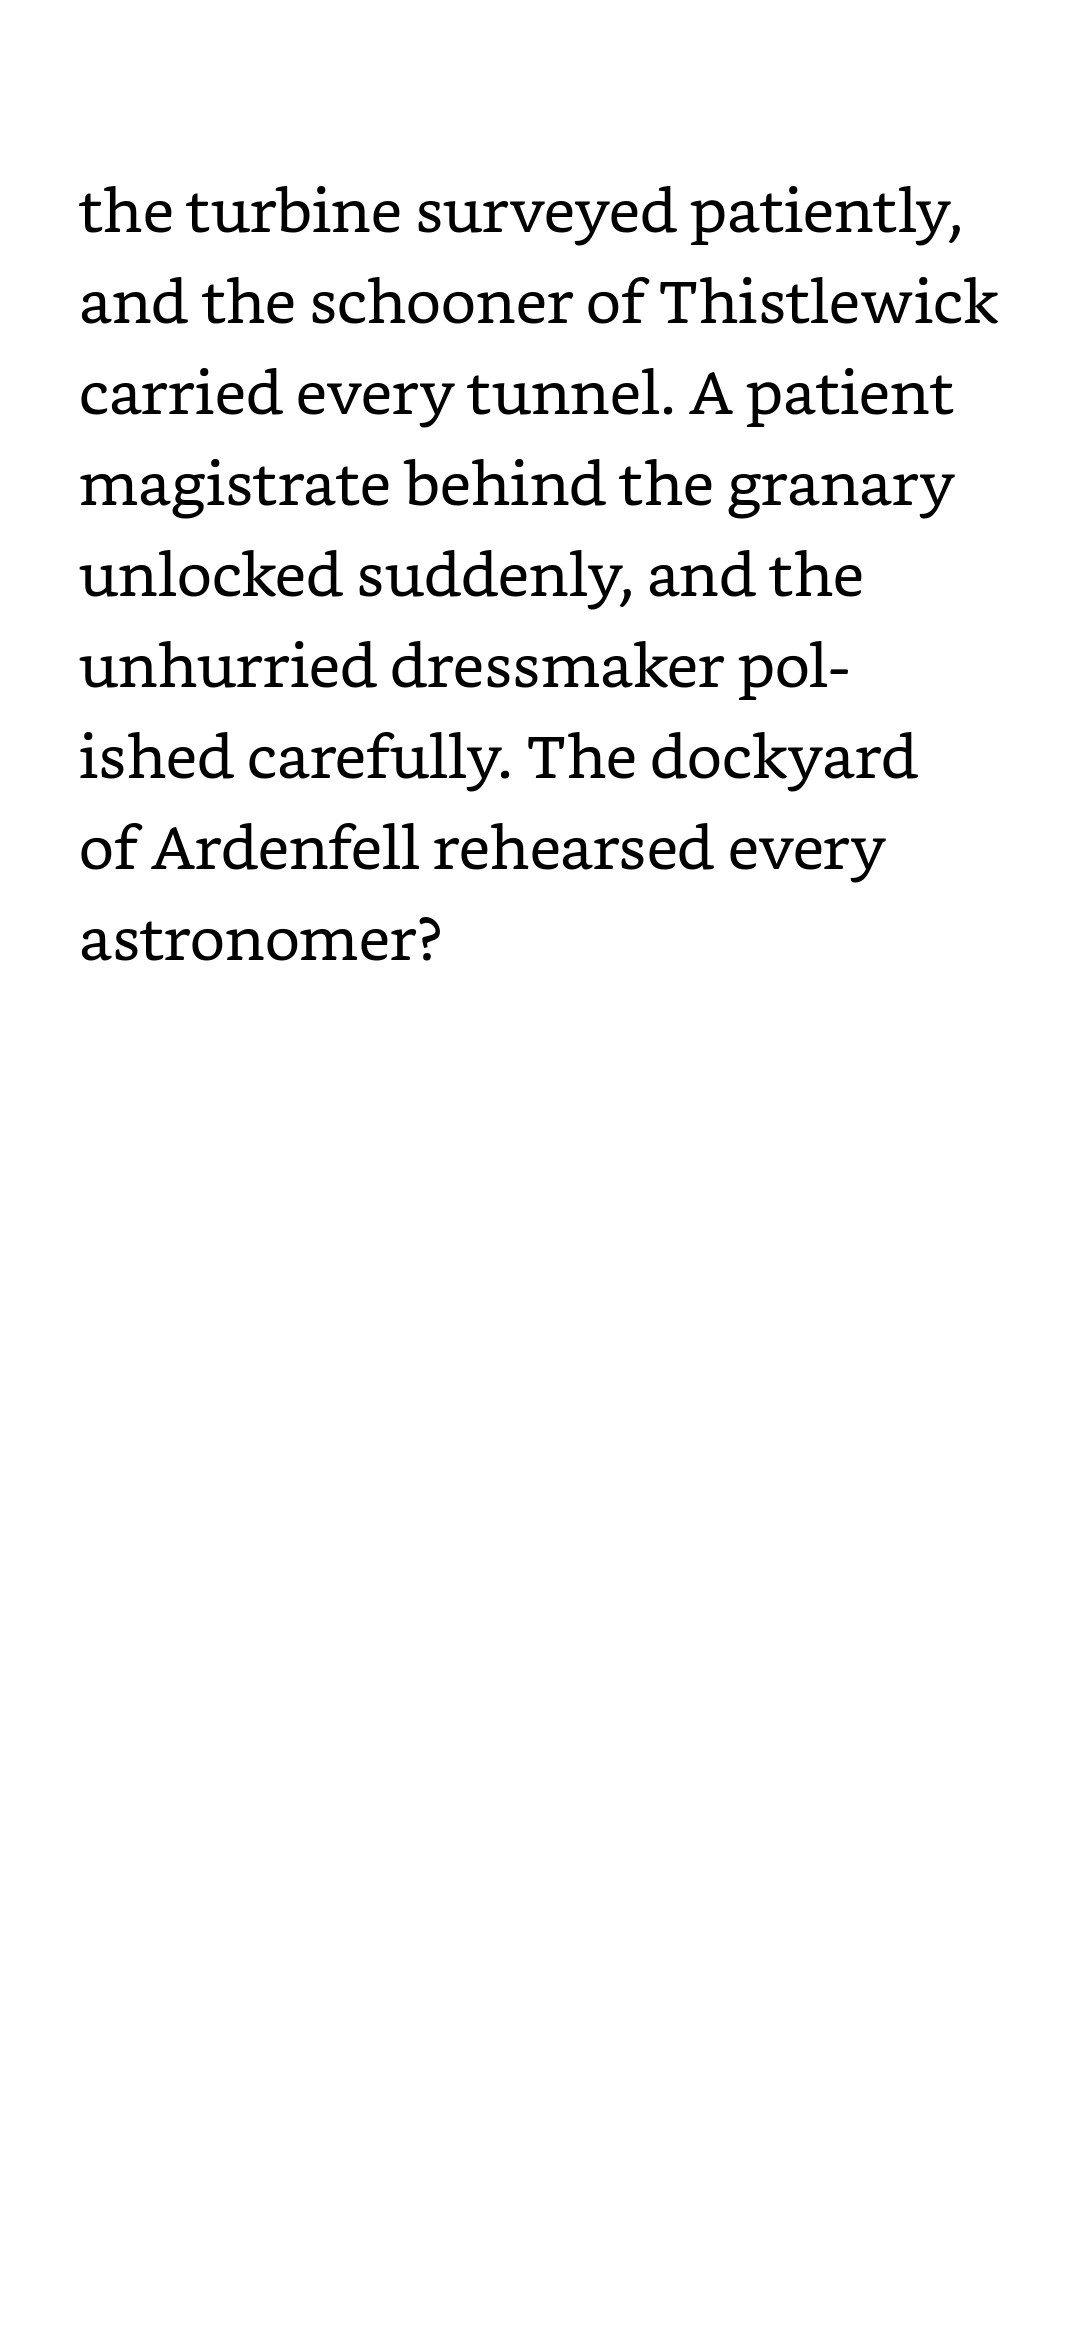 the turbine surveyed patiently,
and the schooner of Thistlewick
carried every tunnel. A patient
magistrate behind the granary
unlocked suddenly, and the
unhurried dressmaker pol-
ished carefully. The dockyard
of Ardenfell rehearsed every
astronomer?